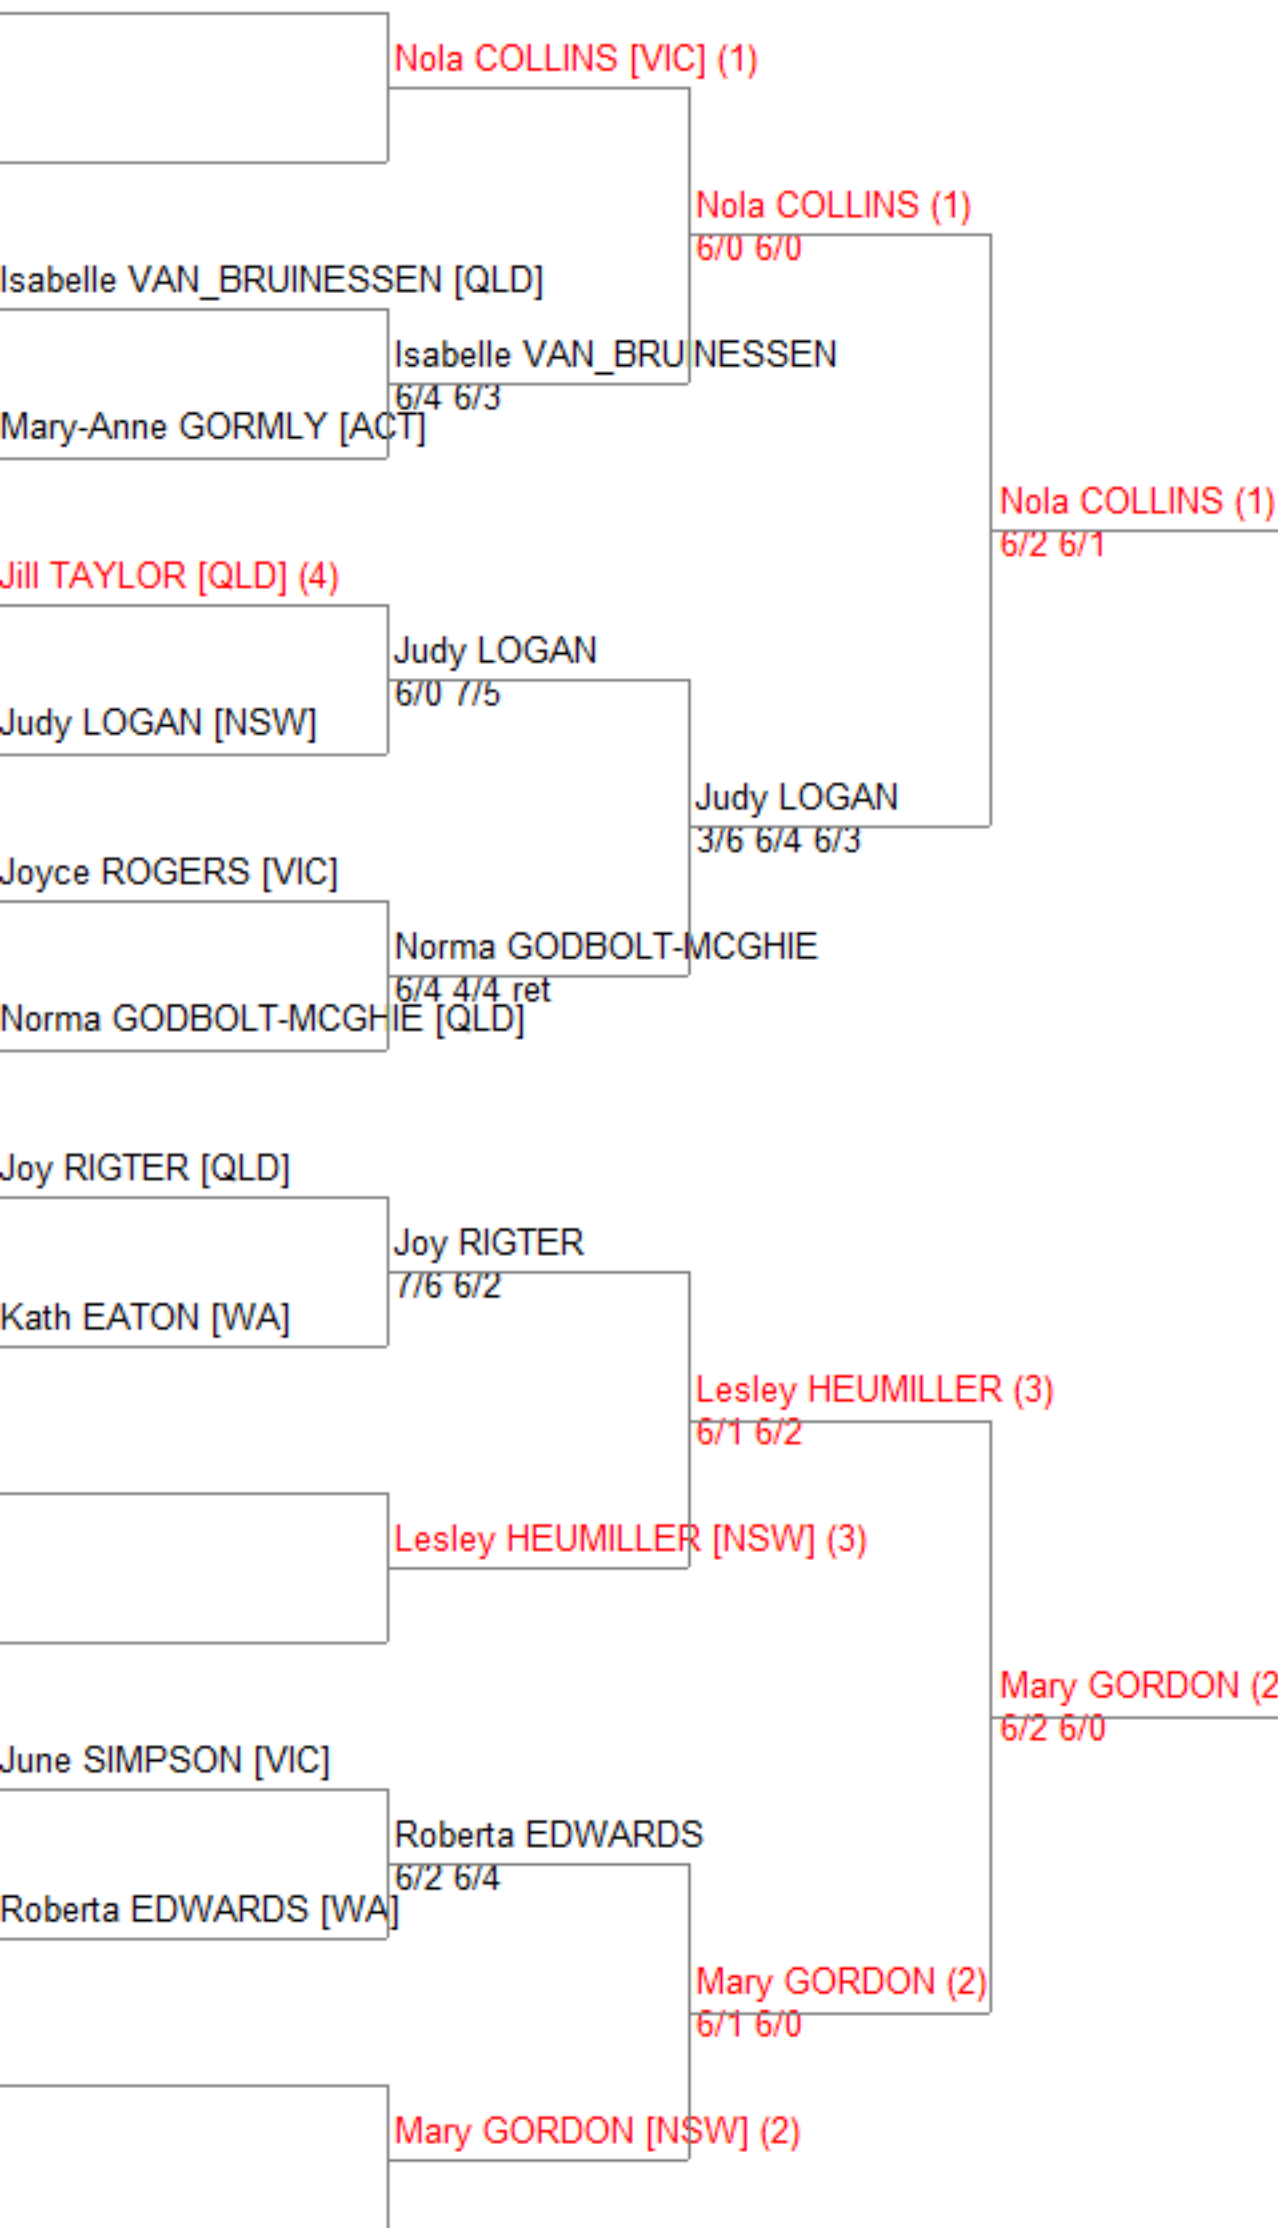 Nola COLLINS [VIC] (1)
Nola COLLINS (1)
6/0 6/0
Isabelle VAN_BRUINESSEN [QLD]
Isabelle VAN_BRUINESSEN
6/4 6/3
Mary-Anne GORMLY [ACT]
Nola COLLINS (1)
6/2 6/1
Jill TAYLOR [QLD] (4)
Judy LOGAN
6/0 7/5
Judy LOGAN [NSW]
Judy LOGAN
3/6 6/4 6/3
Joyce ROGERS [VIC]
Norma GODBOLT-MCGHIE
6/4 4/4 ret
Norma GODBOLT-MCGHIE [QLD]
Joy RIGTER [QLD]
Joy RIGTER
7/6 6/2
Kath EATON [WA]
Lesley HEUMILLER (3)
6/1 6/2
Lesley HEUMILLER [NSW] (3)
Mary GORDON (2
6/2 6/0
June SIMPSON [VIC]
Roberta EDWARDS
6/2 6/4
Roberta EDWARDS [WA]
Mary GORDON (2)
6/1 6/0
Mary GORDON [NSW] (2)